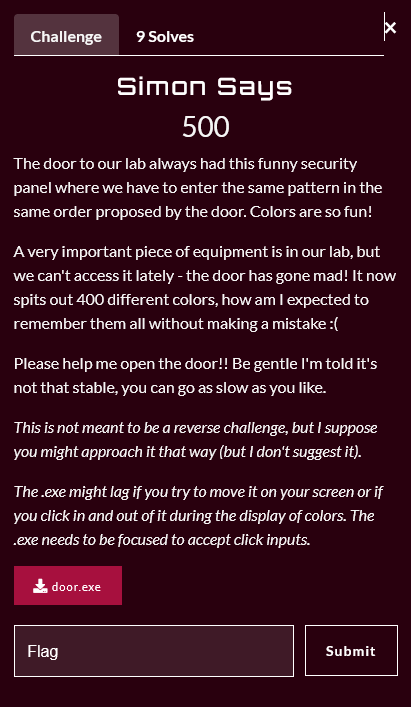 Challenge
9 Solves
×
Simon Says
500
The door to our lab always had this funny security
panel where we have to enter the same pattern in the
same order proposed by the door. Colors are so fun!
A very important piece of equipment is in our lab, but
we can't access it lately - the door has gone mad! It now
spits out 400 different colors, how am I expected to
remember them all without making a mistake :(
Please help me open the door!! Be gentle I'm told it's
not that stable, you can go as slow as you like.
This is not meant to be a reverse challenge, but I suppose
you might approach it that way (but I don't suggest it).
The .exe might lag if you try to move it on your screen or if
you click in and out of it during the display of colors. The
.exe needs to be focused to accept click inputs.
door.exe
Flag
Submit